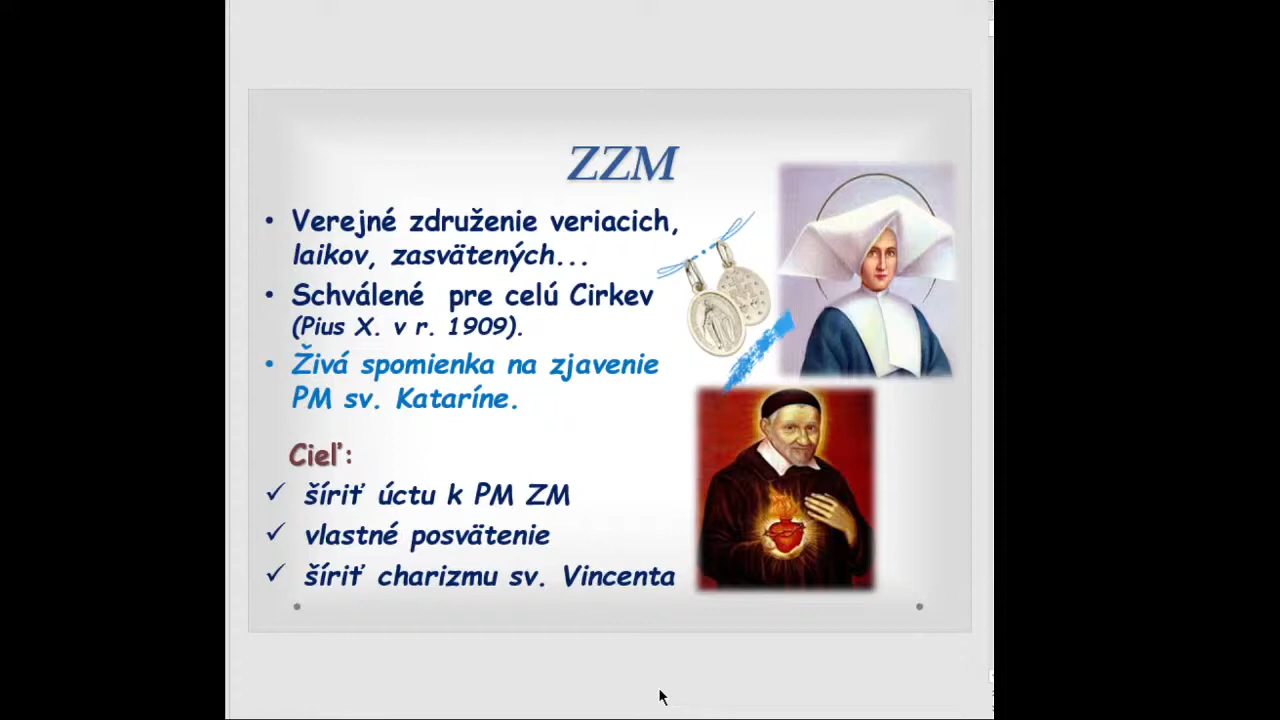 ZZM
• Verejné združenie veriacich,
laikov, zasvätených...
• Schválené pre celú Cirkev
(Pius X. v r. 1909).
• Živá spomienka na zjavenie
PM sv. Kataríne.
Cieľ:
✓ šíriť úctu k PM ZM
✓ vlastné posvätenie
✓ šíriť charizmu sv. Vincenta